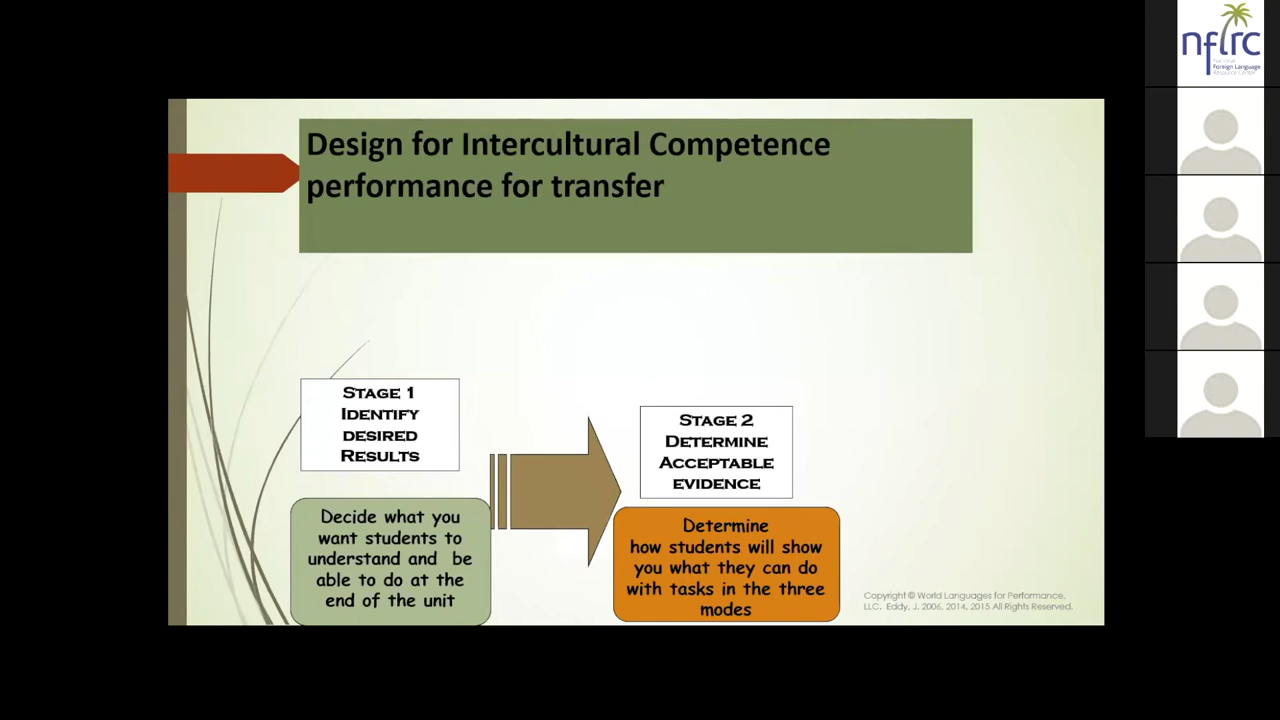 Design for Intercultural Competence
performance for transfer
STAGE 1
IDENTIFY
DESIRED
RESULTS
Decide what you
want students to
understand and be
able to do at the
end of the unit
STAGE 2
DETERMINE
ACCEPTABLE
EVIDENCE
Determine
how students will show
you what they can do
with tasks in the three
modes
Copyright © World Languages for Performance,
LLC. Eddy, J. 2006, 2014, 2015 All Rights Reserved.
nflrc
National
Foreign Language
Resource Center